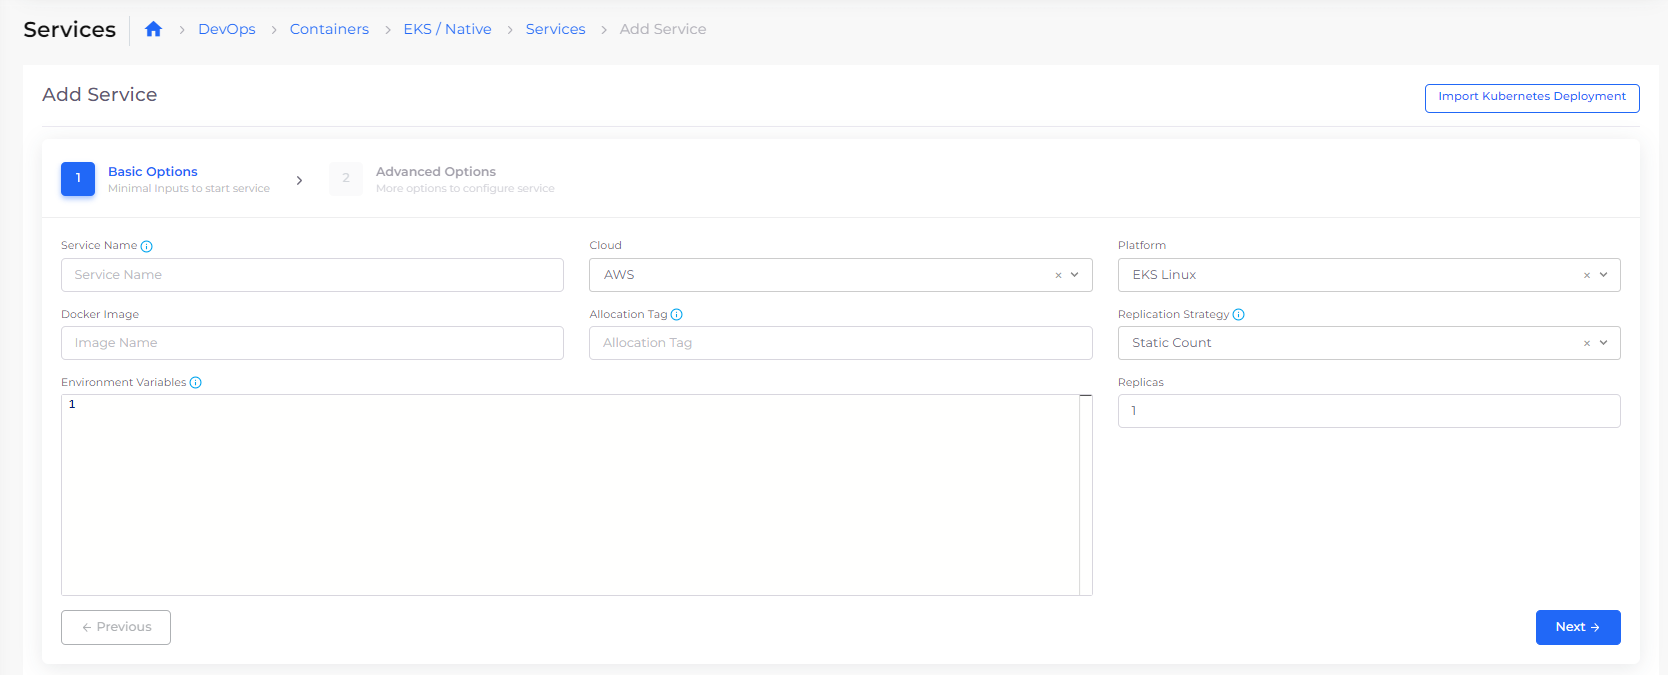 Services
DevOps > Containers > EKS / Native > Services > Add Service
Add Service
Import Kubernetes Deployment
1
Basic Options
Minimal Inputs to start service
2
Advanced Options
More options to configure service
Service Name
Service Name
Cloud
AWS
Platform
EKS Linux
Docker Image
Image Name
Allocation Tag
Allocation Tag
Replication Strategy
Static Count
Environment Variables
1
Replicas
1
← Previous
Next →